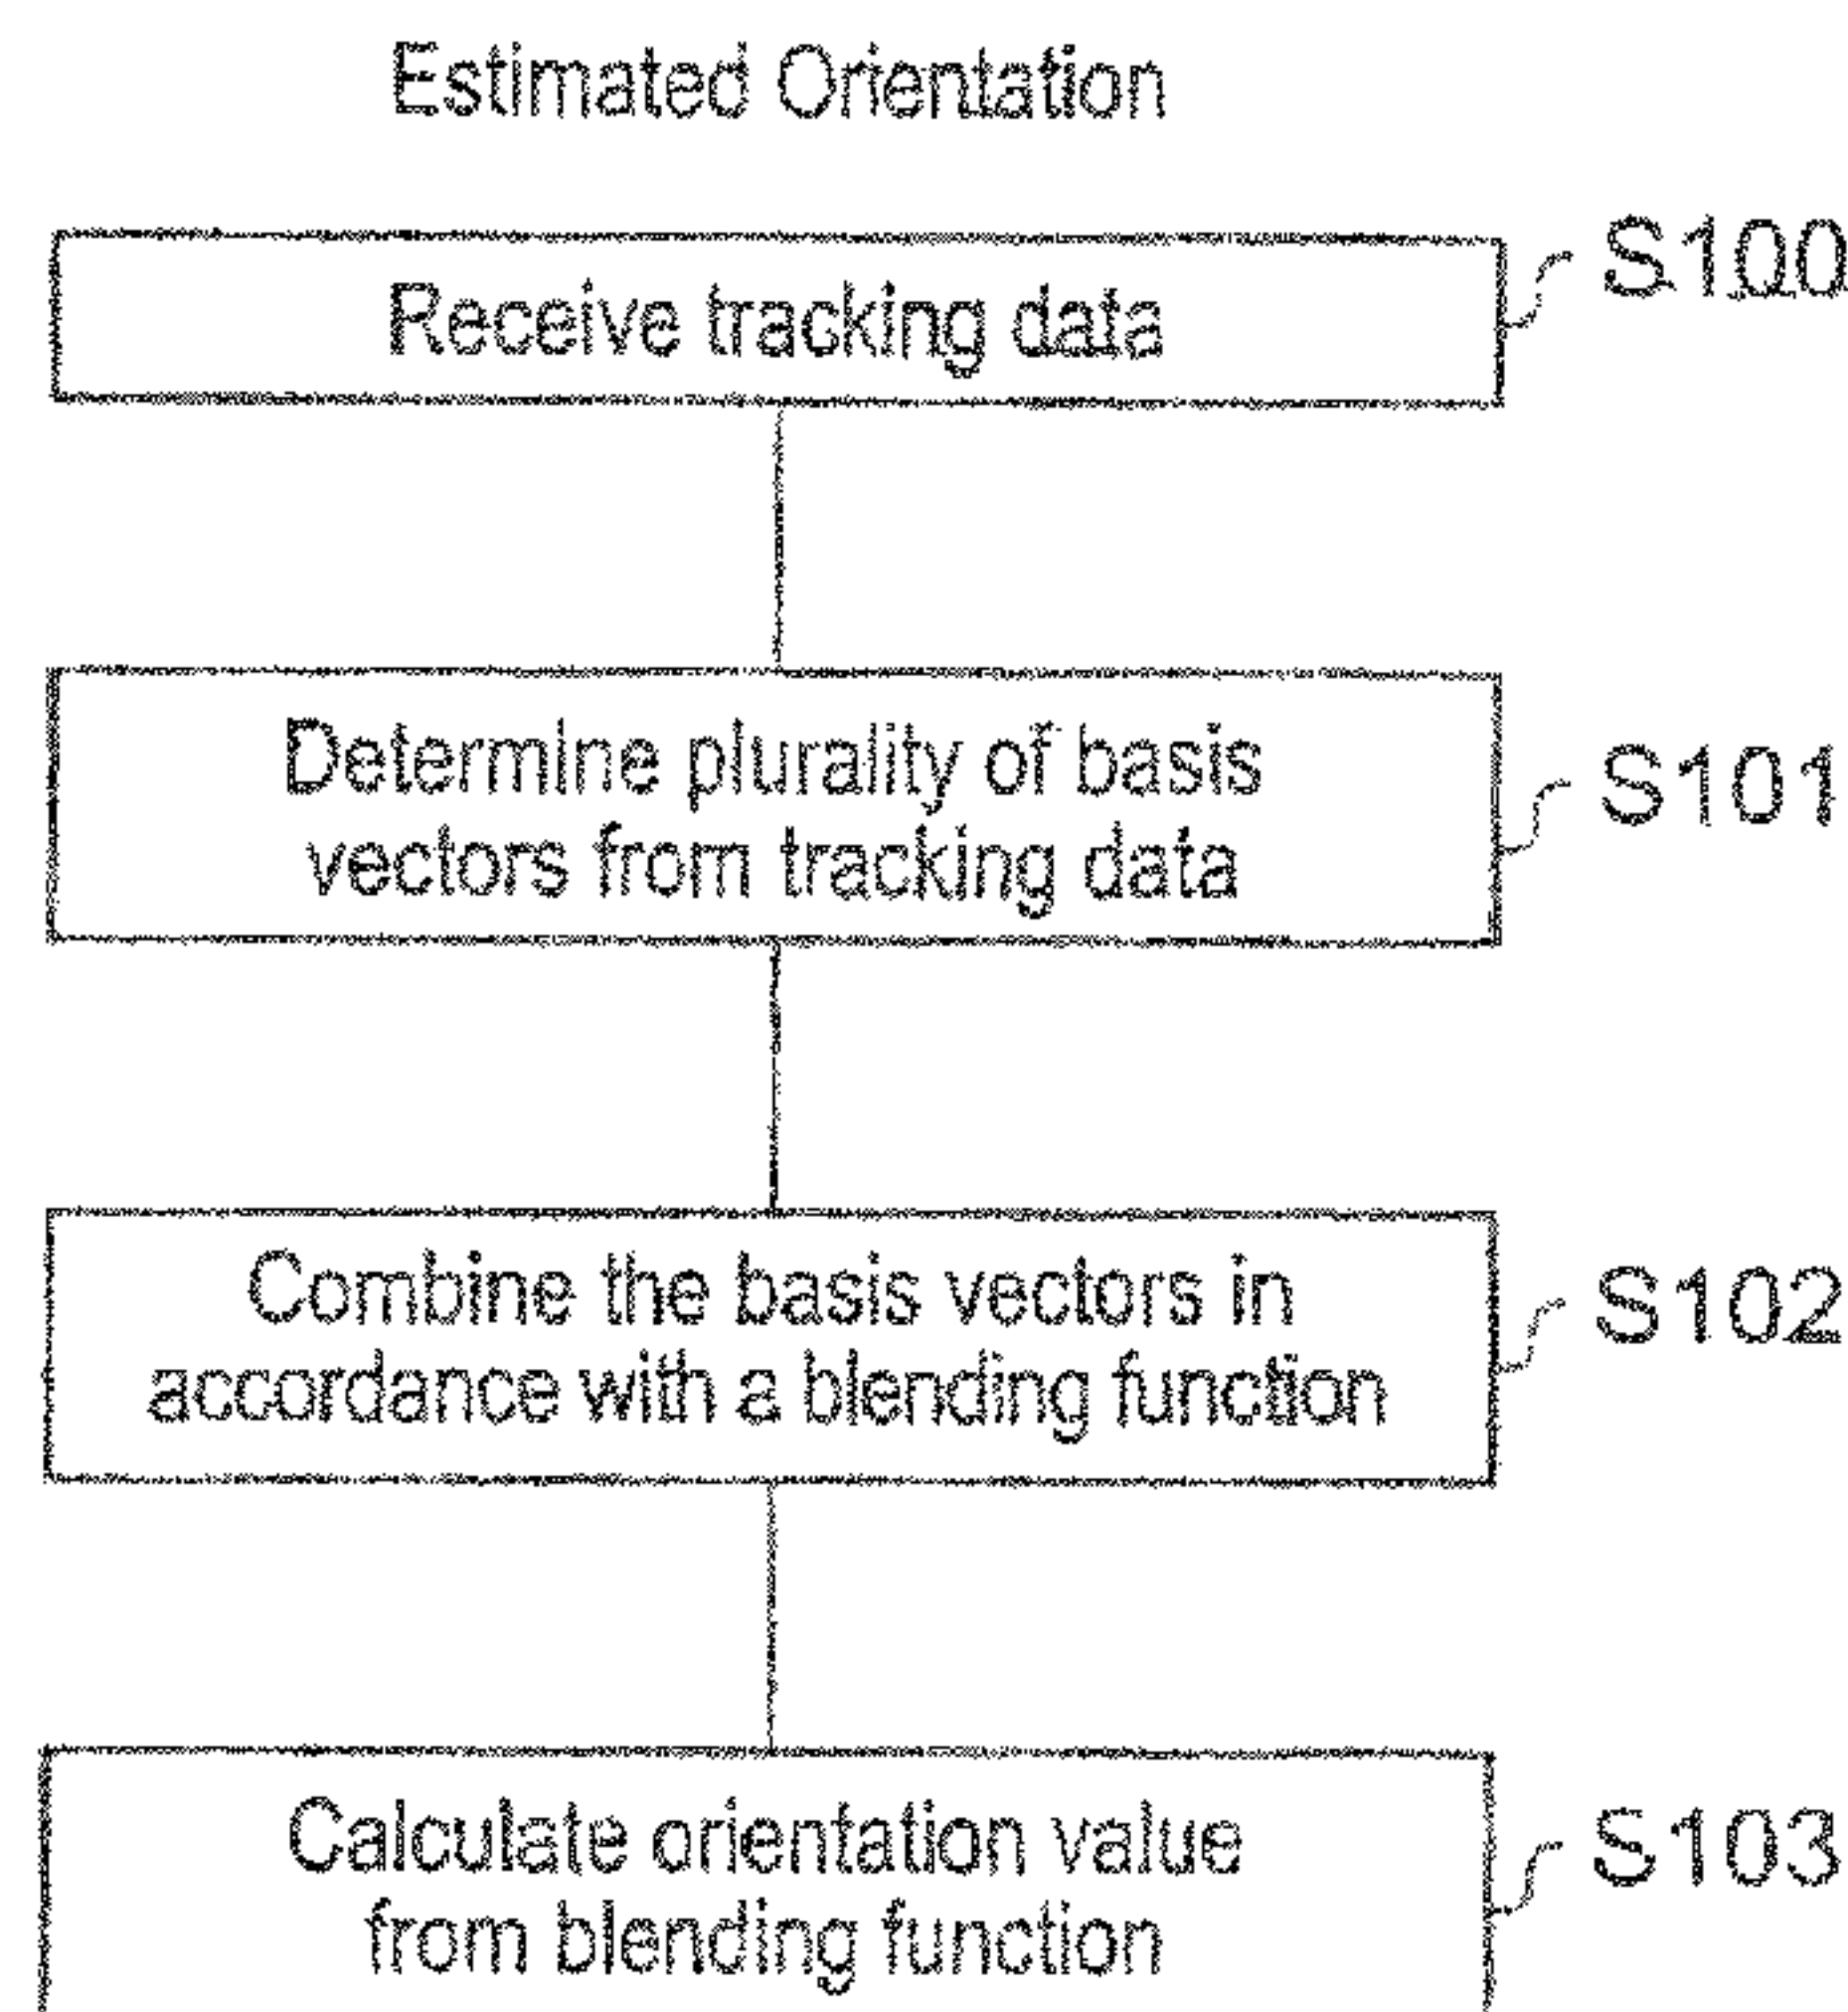 Estimated Orientation
Receive tracking data
S100
Determine plurality of basis
vectors from tracking data
S101
Combine the basis vectors in
accordance with a blending function
S102
Calculate orientation value
from blending function
S103